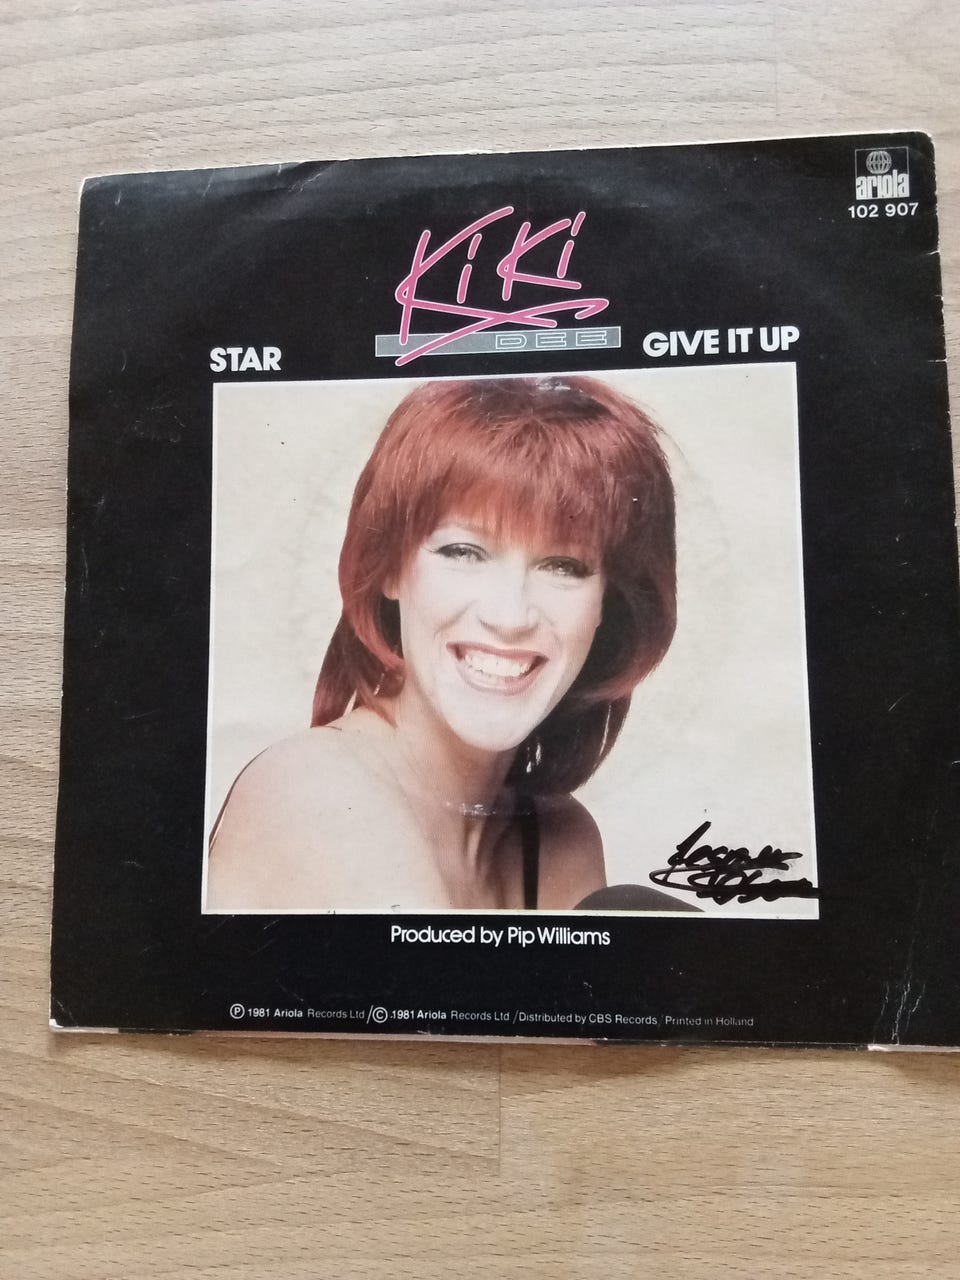 ariola
102 907
KiKi
DEE
STAR
GIVE IT UP
Produced by Pip Williams
Ⓟ 1981 Ariola Records Ltd / © .1981 Ariola Records Ltd / Distributed by CBS Records / Printed in Holland